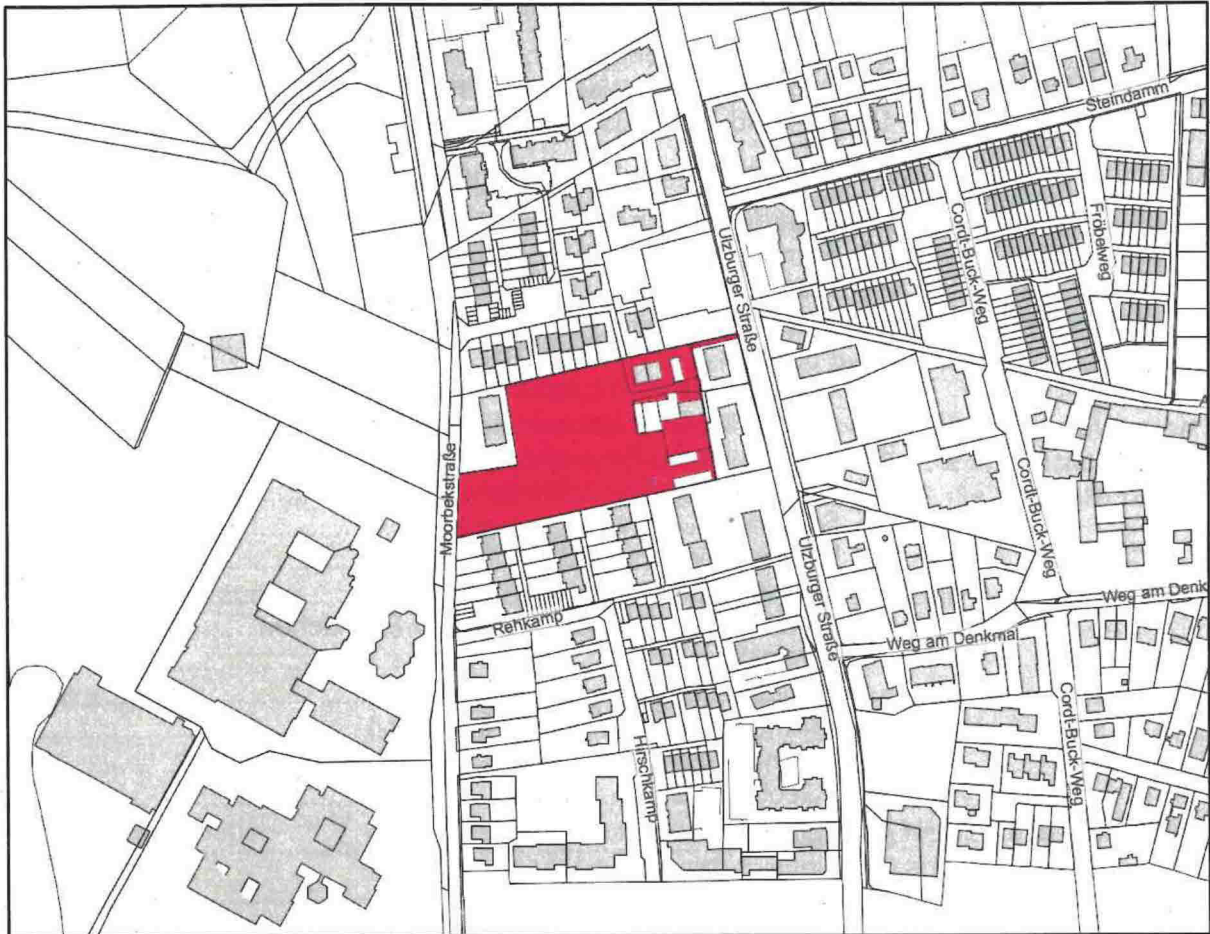 Steindamm
Ulzburger Straße
Cordt-Buck-Weg
Fröbelweg
Moorbekstraße
Cordt-Buck-Weg
Ulzburger Straße
Weg am Denk
Rehkamp
Weg am Denkmal
Hirschkamp
Cordt-Buck-Weg